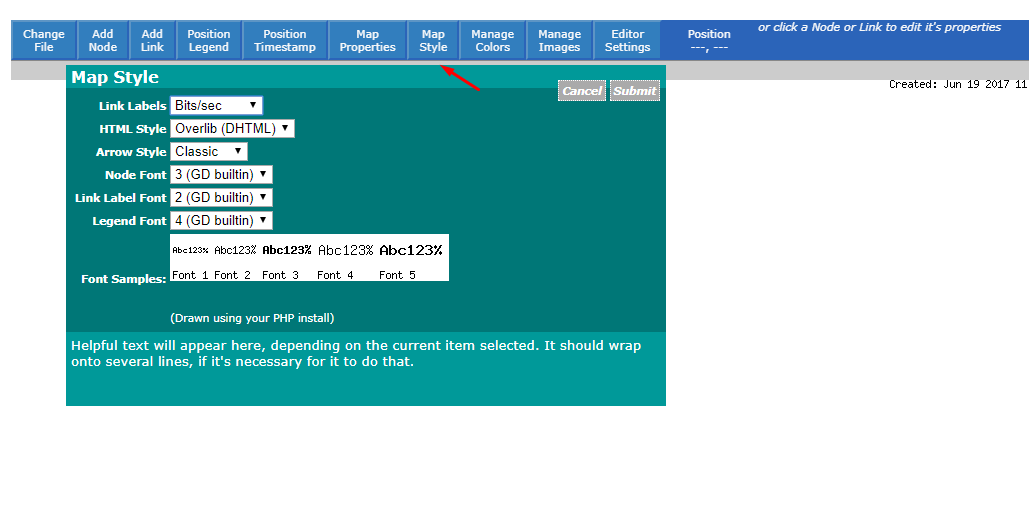 Change File
Add Node
Add Link
Position Legend
Position Timestamp
Map Properties
Map Style
Manage Colors
Manage Images
Editor Settings
Position ---, ---
or click a Node or Link to edit it's properties
Created: Jun 19 2017 11
Map Style
Cancel Submit
Link Labels Bits/sec
HTML Style Overlib (DHTML)
Arrow Style Classic
Node Font 3 (GD builtin)
Link Label Font 2 (GD builtin)
Legend Font 4 (GD builtin)
Abc123% Abc123% Abc123% Abc123% Abc123%
Font 1 Font 2 Font 3 Font 4 Font 5
Font Samples:
(Drawn using your PHP install)
Helpful text will appear here, depending on the current item selected. It should wrap
onto several lines, if it's necessary for it to do that.